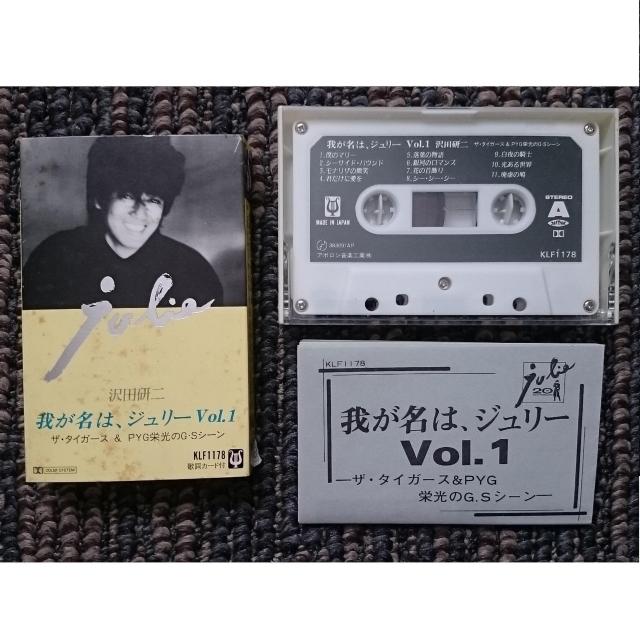 julie
沢田研二
我が名は、ジュリー Vol.1
ザ・タイガース & PYG栄光のG・Sシーン
DOLBY SYSTEM
KLF1178
歌詞カード付
我が名は、ジュリー Vol.1 沢田研二 ザ・タイガース & PYG栄光のG・Sシーン
1.僕のマリー
2.シーサイド・バウンド
3.モナリザの微笑
4.君だけに愛を
5.落葉の物語
6.銀河のロマンス
7.花の首飾り
8.シー・シー・シー
9.白夜の騎士
10.光ある世界
11.廃虚の鳩
MADE IN JAPAN
STEREO
A
アポロン音楽工業㈱
KLF1178
KLF1178
julie
20
我が名は、ジュリー
Vol.1
ザ・タイガース&PYG
栄光のG.Sシーン